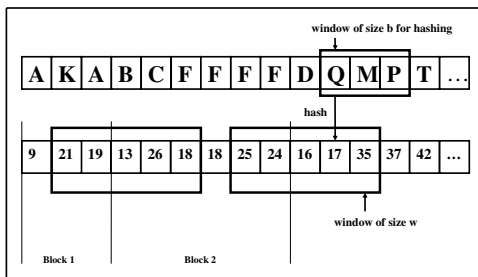 window of size b for hashing
A K A B C F F F F D Q M P T ...
hash
9 21 19 13 26 18 18 25 24 16 17 35 37 42 ...
window of size w
Block 1 Block 2